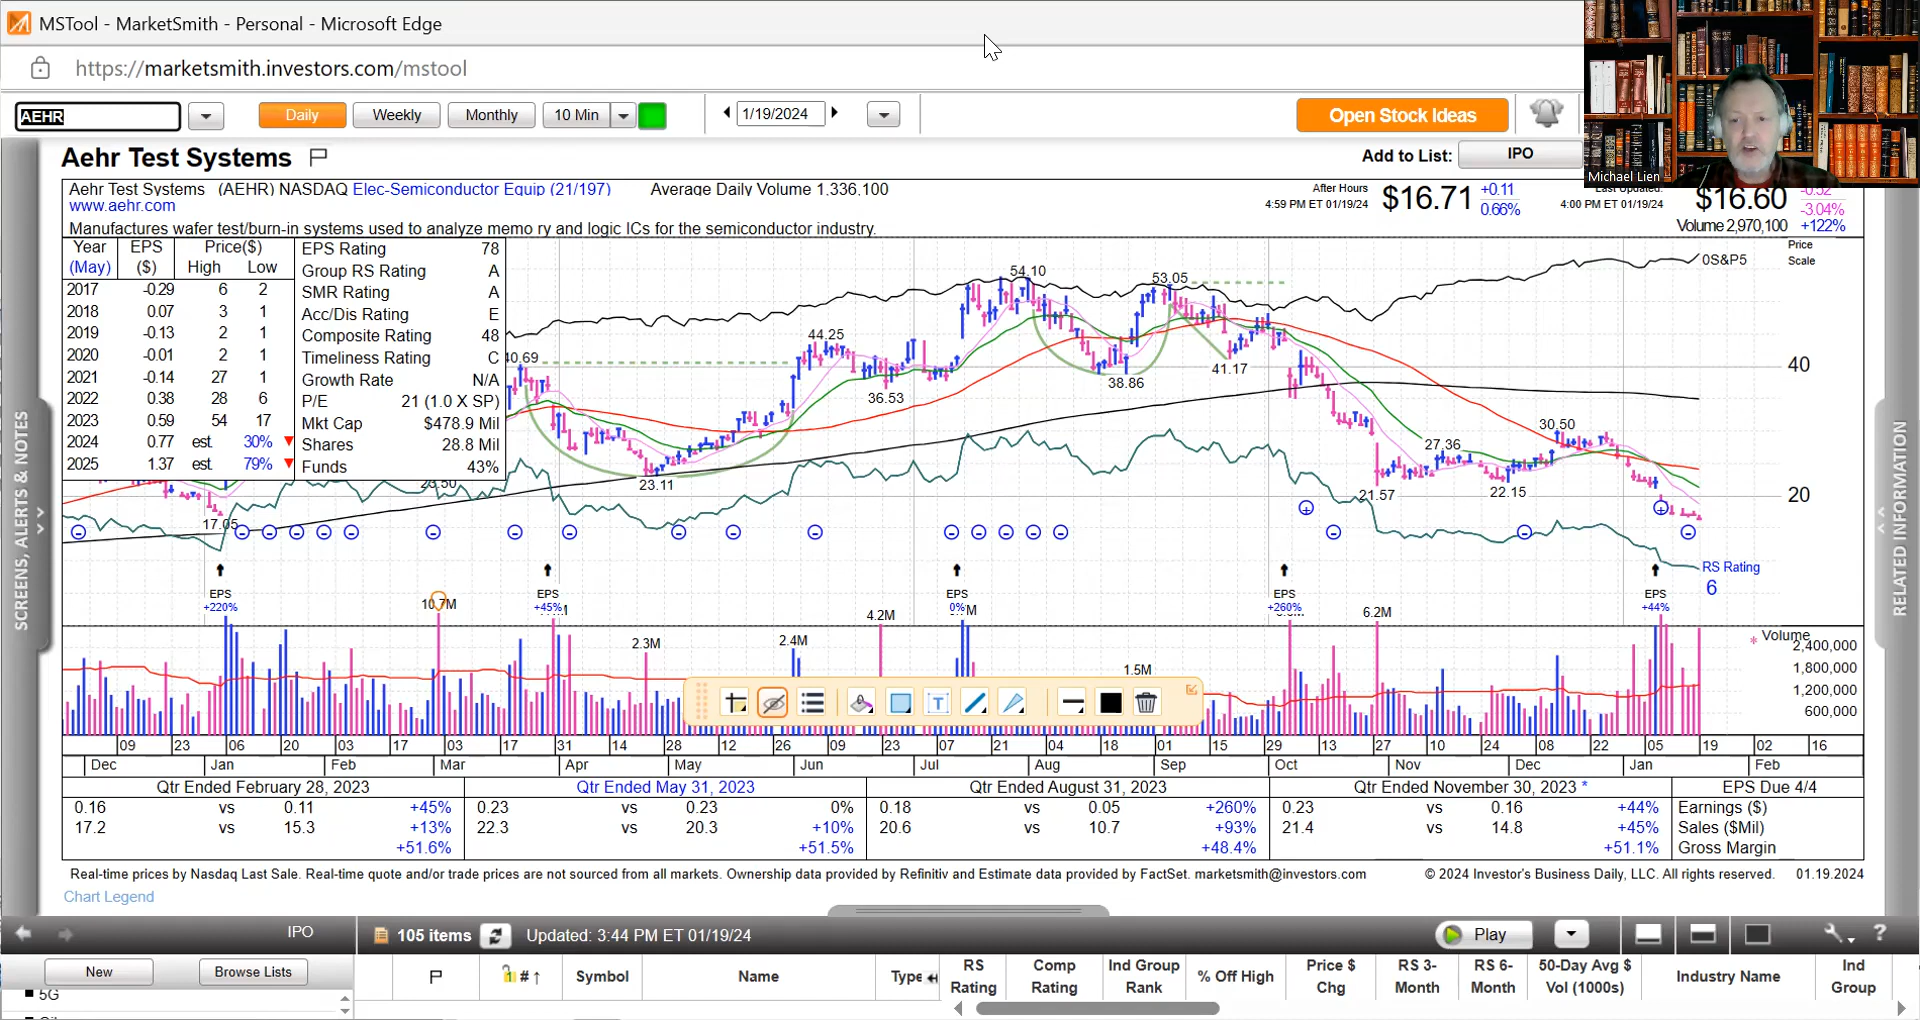 MSTool - MarketSmith - Personal - Microsoft Edge
https://marketsmith.investors.com/mstool
AEHR Daily Weekly Monthly 10 Min 1/19/2024 Open Stock Ideas
Michael Lien
Aehr Test Systems Add to List: IPO
Aehr Test Systems (AEHR) NASDAQ Elec-Semiconductor Equip (21/197) Average Daily Volume 1,336,100
www.aehr.com
Manufactures wafer test/burn-in systems used to analyze memo ry and logic ICs for the semiconductor industry.
After Hours $16.71 +0.11
4:59 PM ET 01/19/24 0.66%
Last Updated: $16.60 -0.52
4:00 PM ET 01/19/24 -3.04%
Volume 2,970,100 +122%
Year EPS Price($)
(May) ($) High Low
2017 -0.29 6 2
2018 0.07 3 1
2019 -0.13 2 1
2020 -0.01 2 1
2021 -0.14 27 1
2022 0.38 28 6
2023 0.59 54 17
2024 0.77 est 30%
2025 1.37 est 79%
EPS Rating 78
Group RS Rating A
SMR Rating A
Acc/Dis Rating E
Composite Rating 48
Timeliness Rating C
Growth Rate N/A
P/E 21 (1.0 X SP)
Mkt Cap $478.9 Mil
Shares 28.8 Mil
Funds 43%
Price
Scale
0S&P5
54.10
53.05
44.25
40.69
40
38.86
41.17
36.53
30.50
27.36
23.11
23.50
21.57
22.15
20
17.05
RS Rating
6
EPS EPS EPS EPS EPS
+220% +45% 0% +260% +44%
10.7M 2.3M 2.4M 4.2M 1.5M 6.2M
Volume
2,400,000
1,800,000
1,200,000
600,000
T
09 23 06 20 03 17 03 17 31 14 28 12 26 09 23 07 21 04 18 01 15 29 13 27 10 24 08 22 05 19 02 16
Dec Jan Feb Mar Apr May Jun Jul Aug Sep Oct Nov Dec Jan Feb
Qtr Ended February 28, 2023 Qtr Ended May 31, 2023 Qtr Ended August 31, 2023 Qtr Ended November 30, 2023 * EPS Due 4/4
0.16 vs 0.11 +45% 0.23 vs 0.23 0% 0.18 vs 0.05 +260% 0.23 vs 0.16 +44% Earnings ($)
17.2 vs 15.3 +13% 22.3 vs 20.3 +10% 20.6 vs 10.7 +93% 21.4 vs 14.8 +45% Sales ($Mil)
+51.6% +51.5% +48.4% +51.1% Gross Margin
Real-time prices by Nasdaq Last Sale. Real-time quote and/or trade prices are not sourced from all markets. Ownership data provided by Refinitiv and Estimate data provided by FactSet. marketsmith@investors.com © 2024 Investor's Business Daily, LLC. All rights reserved. 01.19.2024
Chart Legend
SCREENS, ALERTS & NOTES
RELATED INFORMATION
IPO 105 items Updated: 3:44 PM ET 01/19/24 Play ?
New Browse Lists
5G
# Symbol Name Type RS Rating Comp Rating Ind Group Rank % Off High Price $ Chg RS 3-Month RS 6-Month 50-Day Avg $ Vol (1000s) Industry Name Ind Group